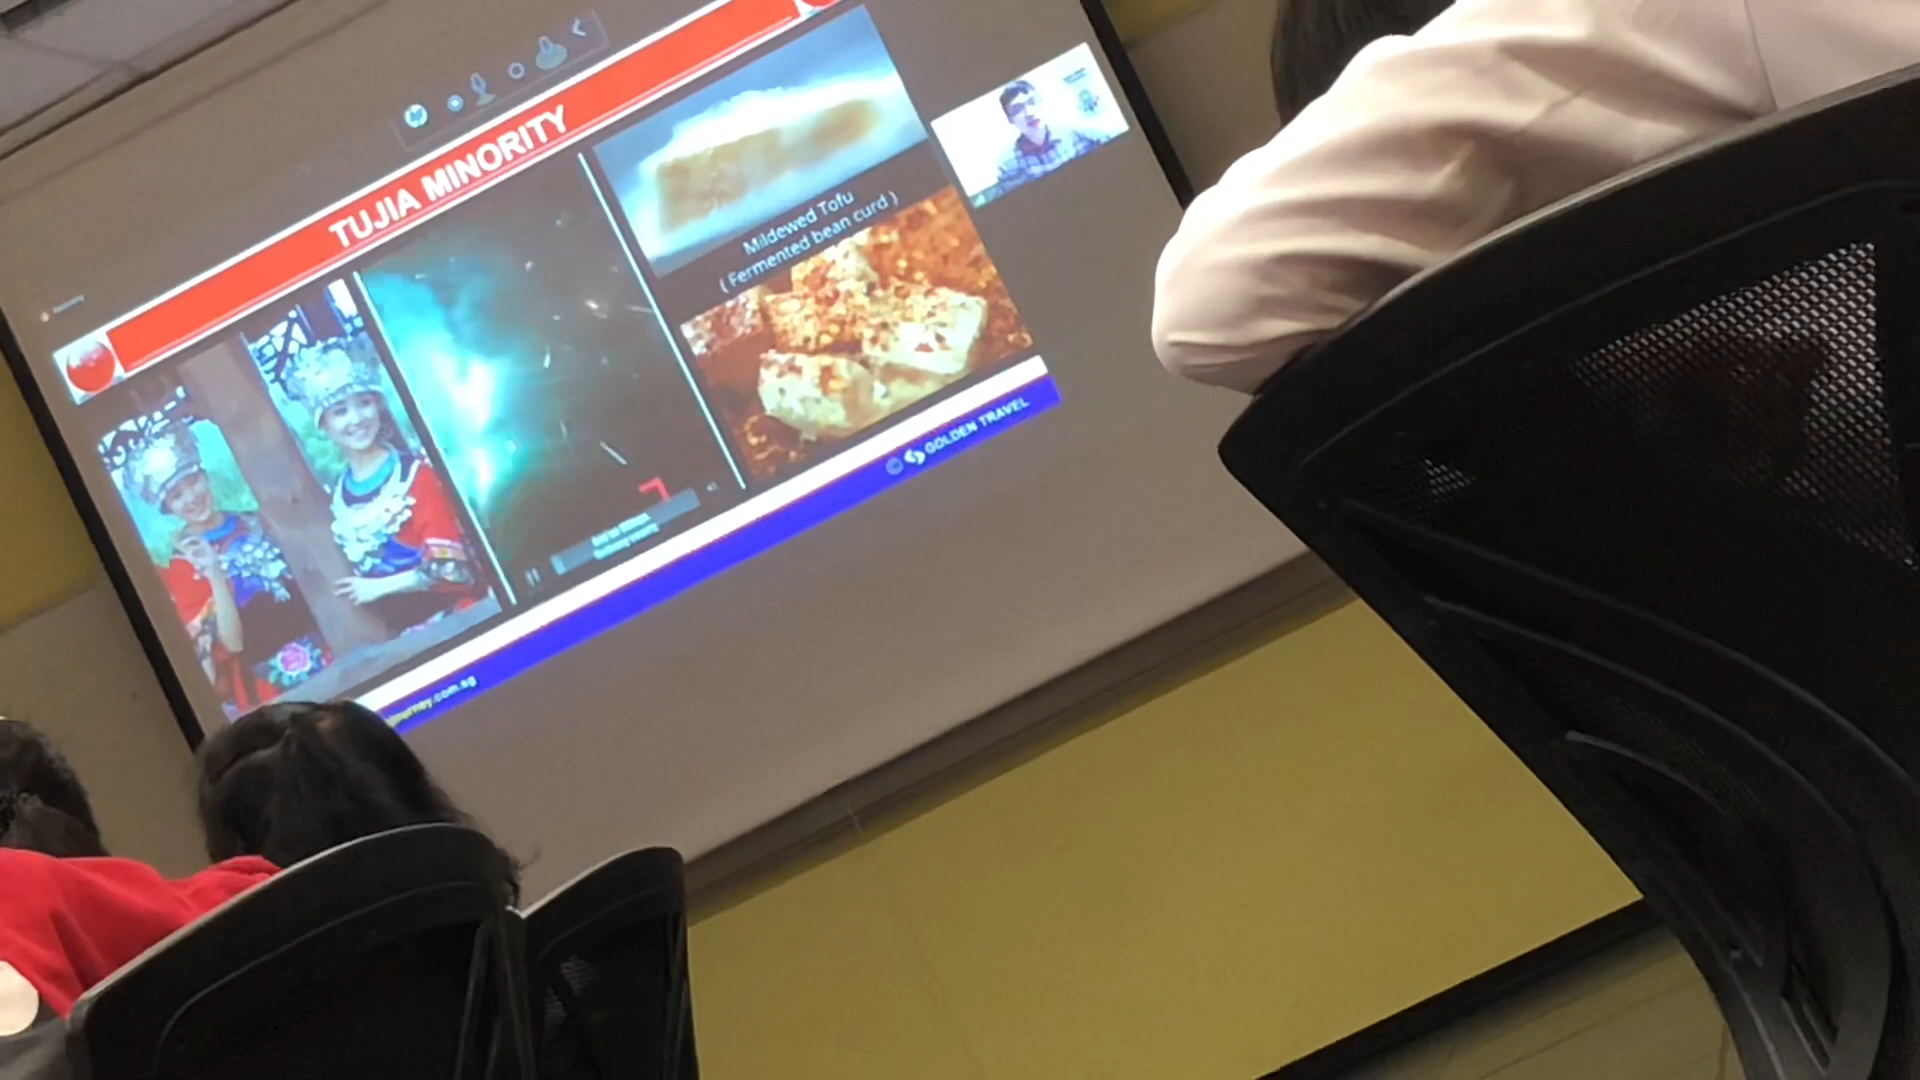 TUJIA MINORITY
Mildewed Tofu
( Fermented bean curd )
GOLDEN TRAVEL